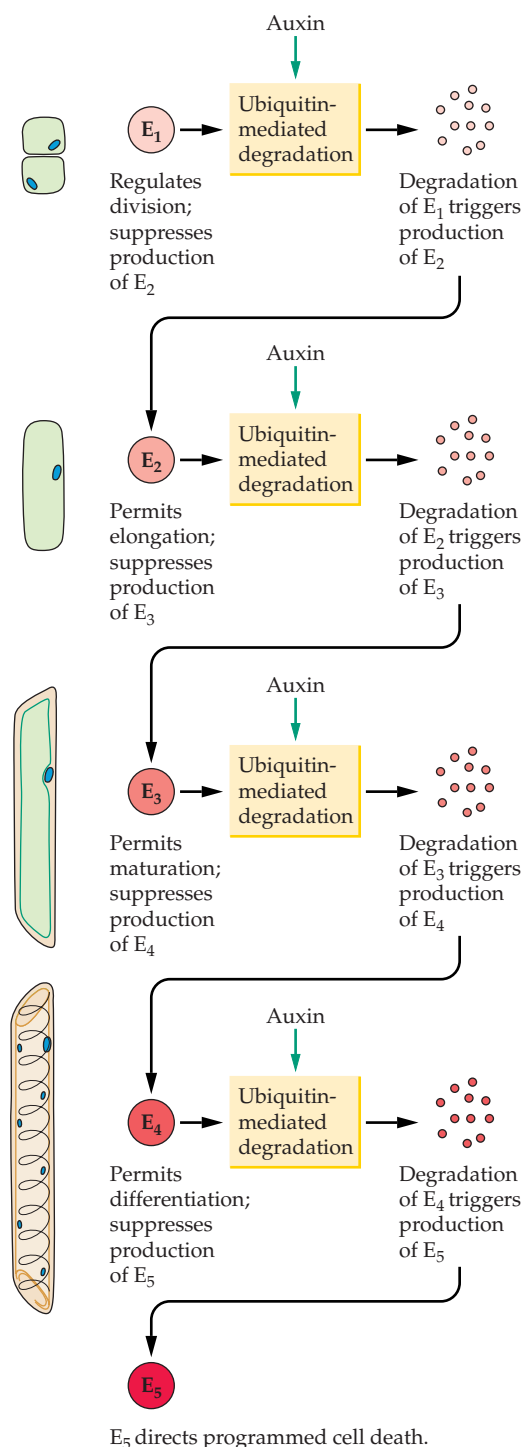 Auxin
E₁
Ubiquitin-
mediated
degradation
Regulates
division;
suppresses
production
of E₂
Degradation
of E₁ triggers
production
of E₂
Auxin
E₂
Ubiquitin-
mediated
degradation
Permits
elongation;
suppresses
production
of E₃
Degradation
of E₂ triggers
production
of E₃
Auxin
E₃
Ubiquitin-
mediated
degradation
Permits
maturation;
suppresses
production
of E₄
Degradation
of E₃ triggers
production
of E₄
Auxin
E₄
Ubiquitin-
mediated
degradation
Permits
differentiation;
suppresses
production
of E₅
Degradation
of E₄ triggers
production
of E₅
E₅
E₅ directs programmed cell death.